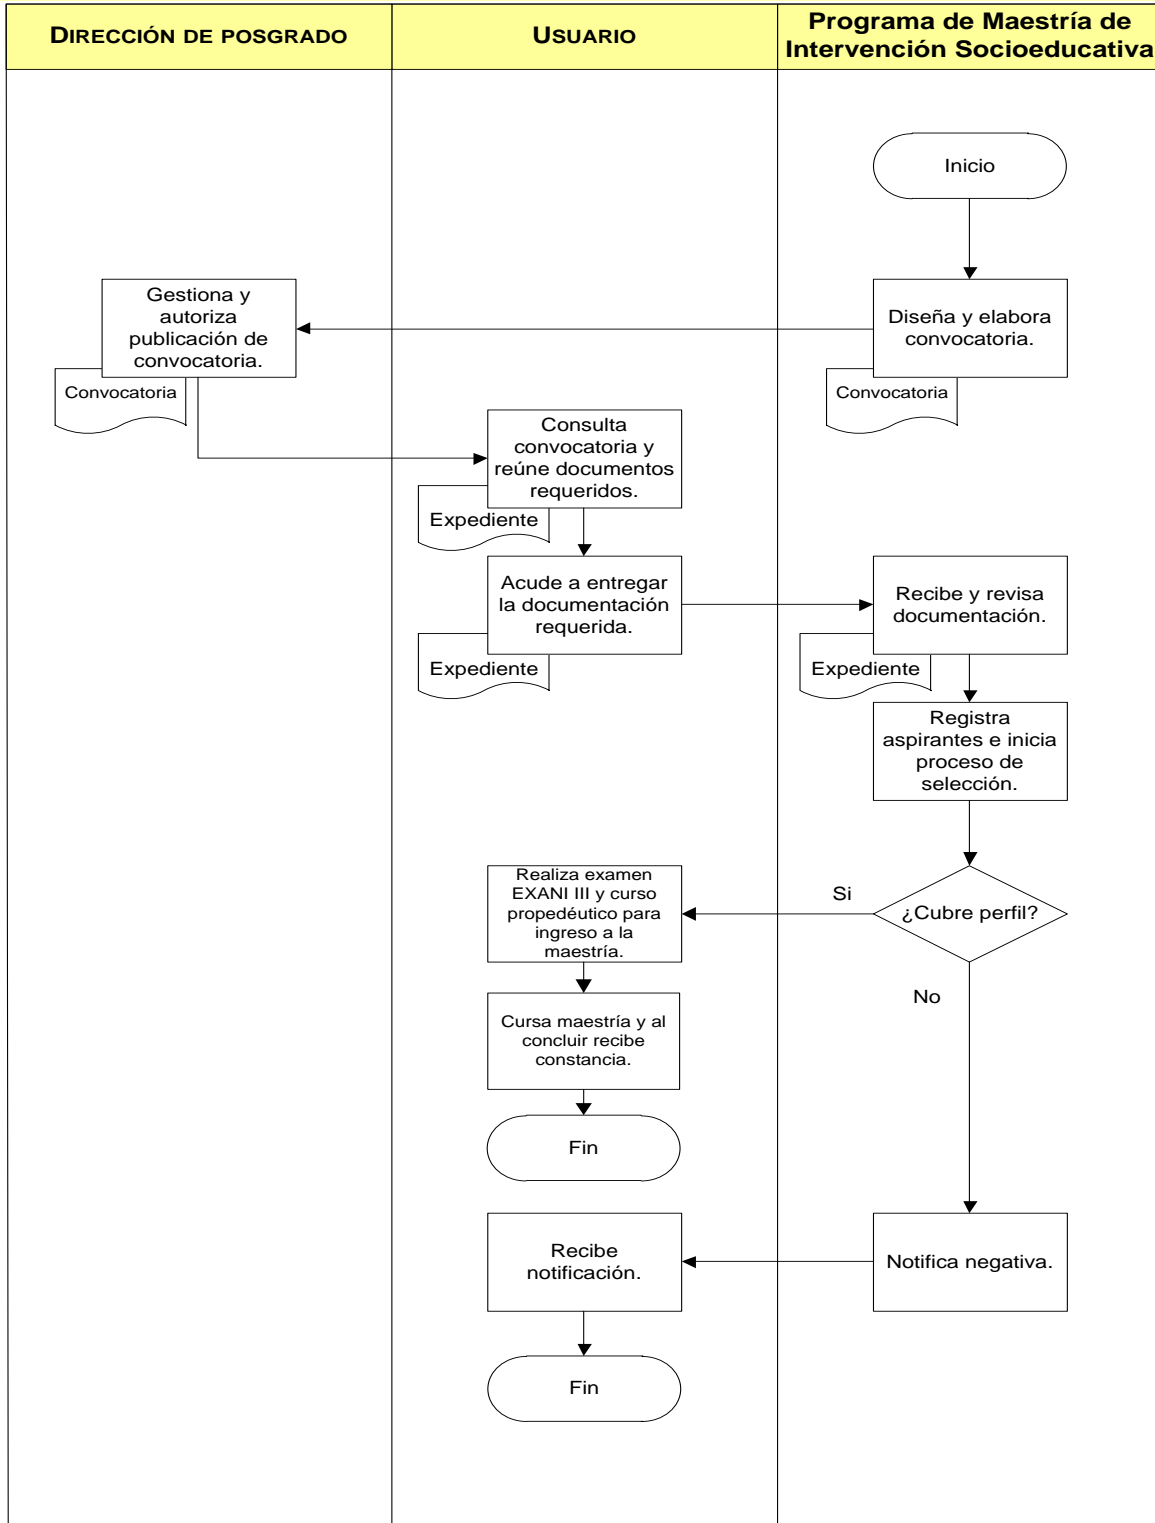 DIRECCIÓN DE POSGRADO
USUARIO
Programa de Maestría de
Intervención Socioeducativa
Inicio
Gestiona y
autoriza
publicación de
convocatoria.
Convocatoria
Diseña y elabora
convocatoria.
Convocatoria
Consulta
convocatoria y
reúne documentos
requeridos.
Expediente
Acude a entregar
la documentación
requerida.
Expediente
Recibe y revisa
documentación.
Expediente
Registra
aspirantes e inicia
proceso de
selección.
¿Cubre perfil?
Si
Realiza examen
EXANI III y curso
propedéutico para
ingreso a la
maestría.
No
Cursa maestría y al
concluir recibe
constancia.
Fin
Notifica negativa.
Recibe
notificación.
Fin